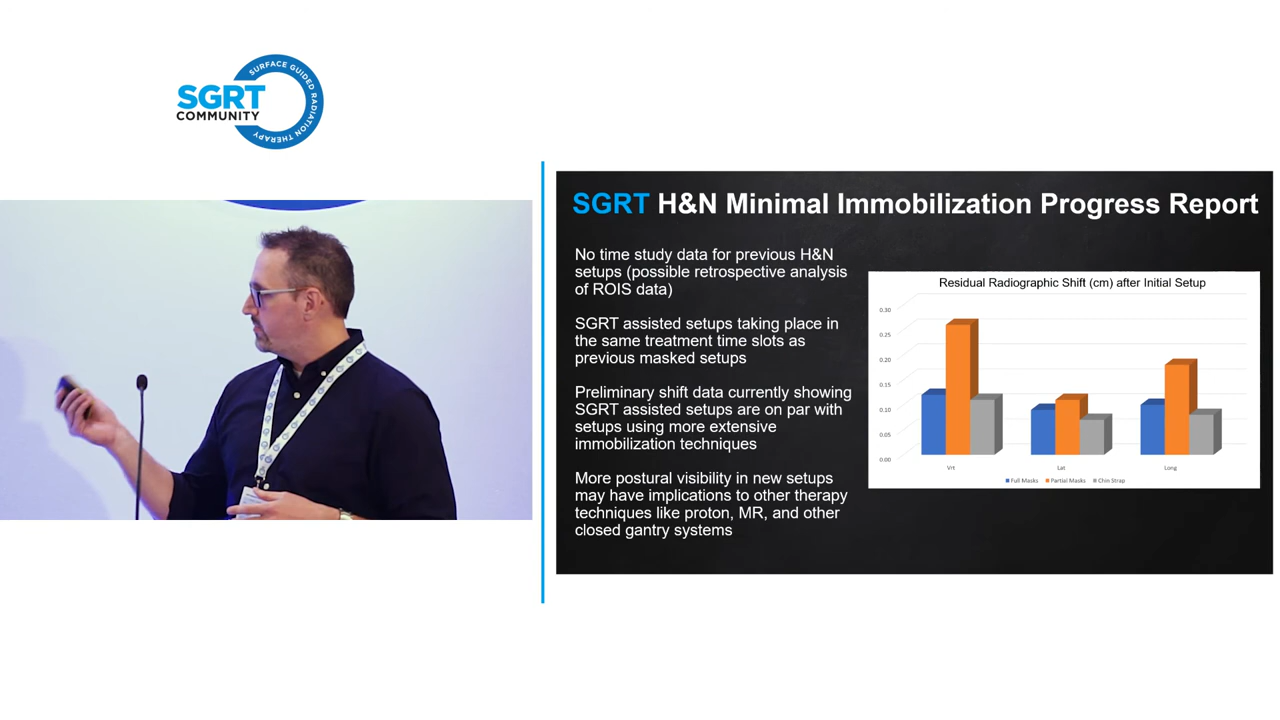 SURFACE GUIDED RADIATION THERAPY
SGRT
COMMUNITY
SGRT H&N Minimal Immobilization Progress Report
No time study data for previous H&N
setups (possible retrospective analysis
of ROIS data)
SGRT assisted setups taking place in
the same treatment time slots as
previous masked setups
Preliminary shift data currently showing
SGRT assisted setups are on par with
setups using more extensive
immobilization techniques
More postural visibility in new setups
may have implications to other therapy
techniques like proton, MR, and other
closed gantry systems
Residual Radiographic Shift (cm) after Initial Setup
0.30
0.25
0.20
0.15
0.10
0.05
0.00
Vrt Lat Long
Full Masks Partial Masks Chin Strap